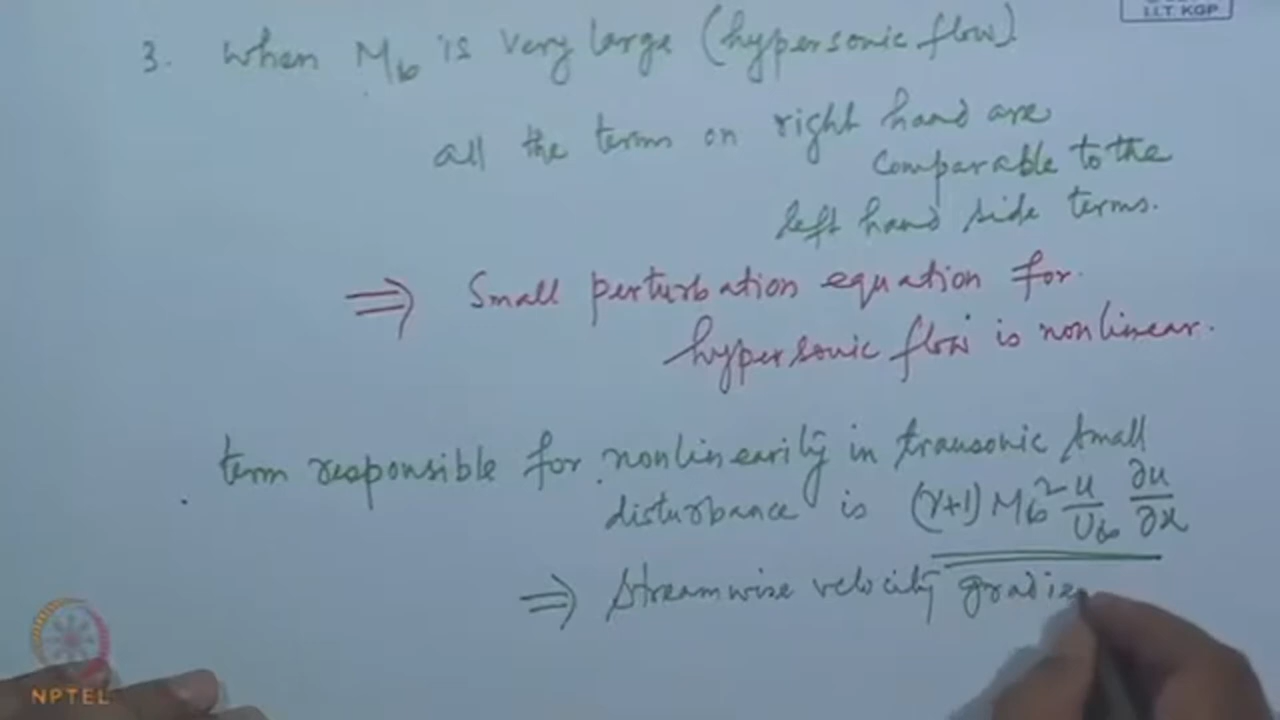 I.I.T. KGP
3. When M∞ is very large (hypersonic flow)
all the terms on right hand are
comparable to the
left hand side terms.
⇒ Small perturbation equation for
hypersonic flow is nonlinear.
term responsible for nonlinearity in transonic small
disturbance is (γ+1) M∞² u/U∞ ∂u/∂x
⇒ Streamwise velocity gradie
NPTEL